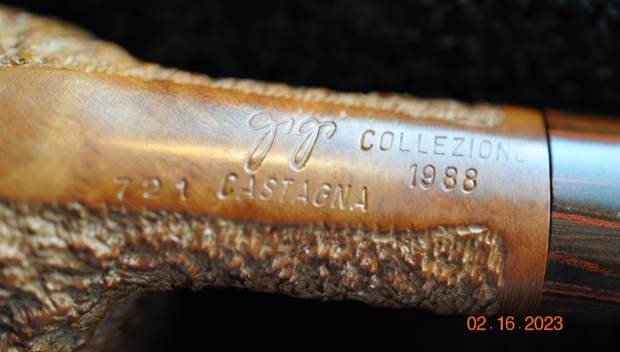 gigi COLLEZIONE
1988
721 CASTAGNA
02.16.2023